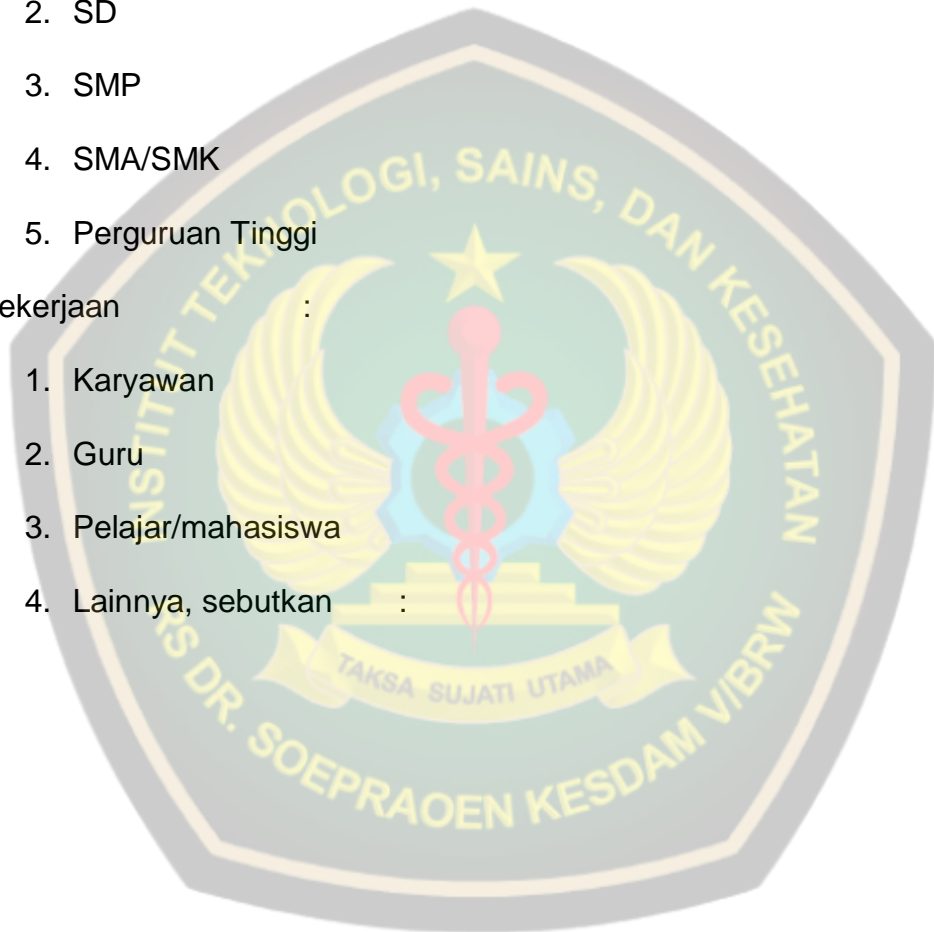 2. SD
3. SMP
4. SMA/SMK
5. Perguruan Tinggi
ekerjaan :
1. Karyawan
2. Guru
3. Pelajar/mahasiswa
4. Lainnya, sebutkan :
INSTITUT TEKNOLOGI, SAINS, DAN KESEHATAN
TAKSA SUJATI UTAMA
RS DR. SOEPRAOEN KESDAM V/BRW